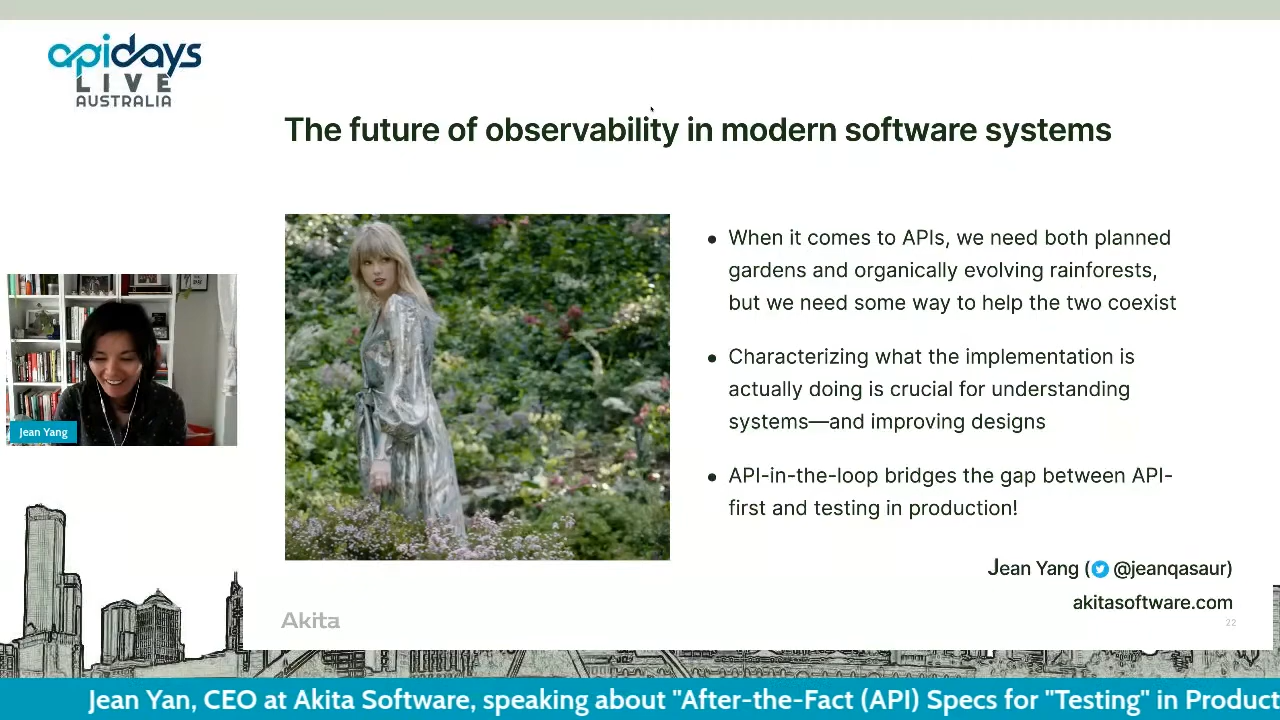 apidays
LIVE
AUSTRALIA
The future of observability in modern software systems
When it comes to APIs, we need both planned
gardens and organically evolving rainforests,
but we need some way to help the two coexist
Characterizing what the implementation is
actually doing is crucial for understanding
systems—and improving designs
API-in-the-loop bridges the gap between API-
first and testing in production!
Jean Yang
Jean Yang (@jeanqasaur)
akitasoftware.com
Akita
22
Jean Yan, CEO at Akita Software, speaking about "After-the-Fact (API) Specs for "Testing" in Product